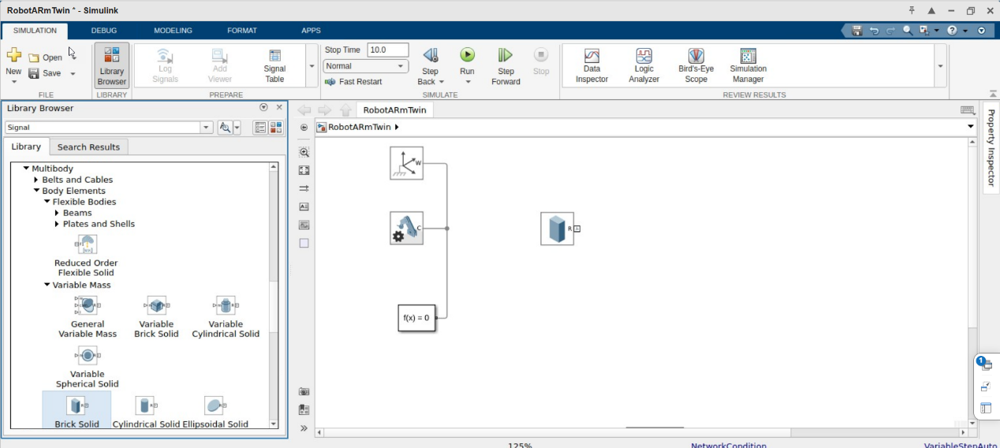 RobotARmTwin * - Simulink
SIMULATION
DEBUG
MODELING
FORMAT
APPS
New
Open
Save
FILE
Library
Browser
LIBRARY
Log
Signals
Add
Viewer
Signal
Table
PREPARE
Stop Time 10.0
Normal
Fast Restart
Step
Back
Run
Step
Forward
Stop
SIMULATE
Data
Inspector
Logic
Analyzer
Bird's-Eye
Scope
Simulation
Manager
REVIEW RESULTS
Library Browser
Signal
Library
Search Results
Multibody
Belts and Cables
Body Elements
Flexible Bodies
Beams
Plates and Shells
Reduced Order
Flexible Solid
Variable Mass
General
Variable Mass
Variable
Brick Solid
Variable
Cylindrical Solid
Variable
Spherical Solid
Brick Solid
Cylindrical Solid
Ellipsoidal Solid
RobotARmTwin
RobotARmTwin
W
C
R
f(x) = 0
Property Inspector
1
125%
NetworkCondition
VariableStepAuto